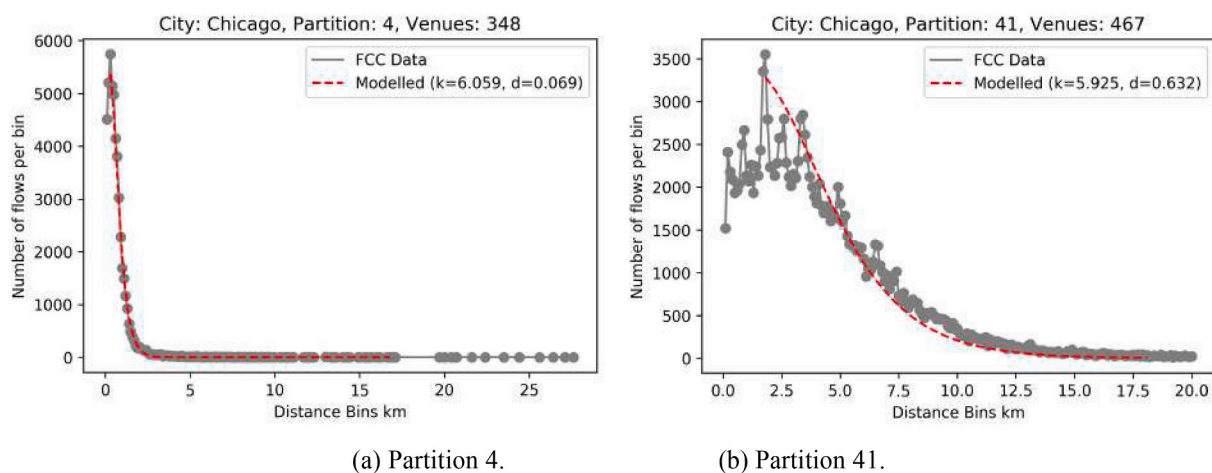 City: Chicago, Partition: 4, Venues: 348
6000
5000
4000
3000
2000
1000
0
Number of flows per bin
FCC Data
Modelled (k=6.059, d=0.069)
0 5 10 15 20 25
Distance Bins km
(a) Partition 4.
City: Chicago, Partition: 41, Venues: 467
3500
3000
2500
2000
1500
1000
500
0
Number of flows per bin
FCC Data
Modelled (k=5.925, d=0.632)
0.0 2.5 5.0 7.5 10.0 12.5 15.0 17.5 20.0
Distance Bins km
(b) Partition 41.